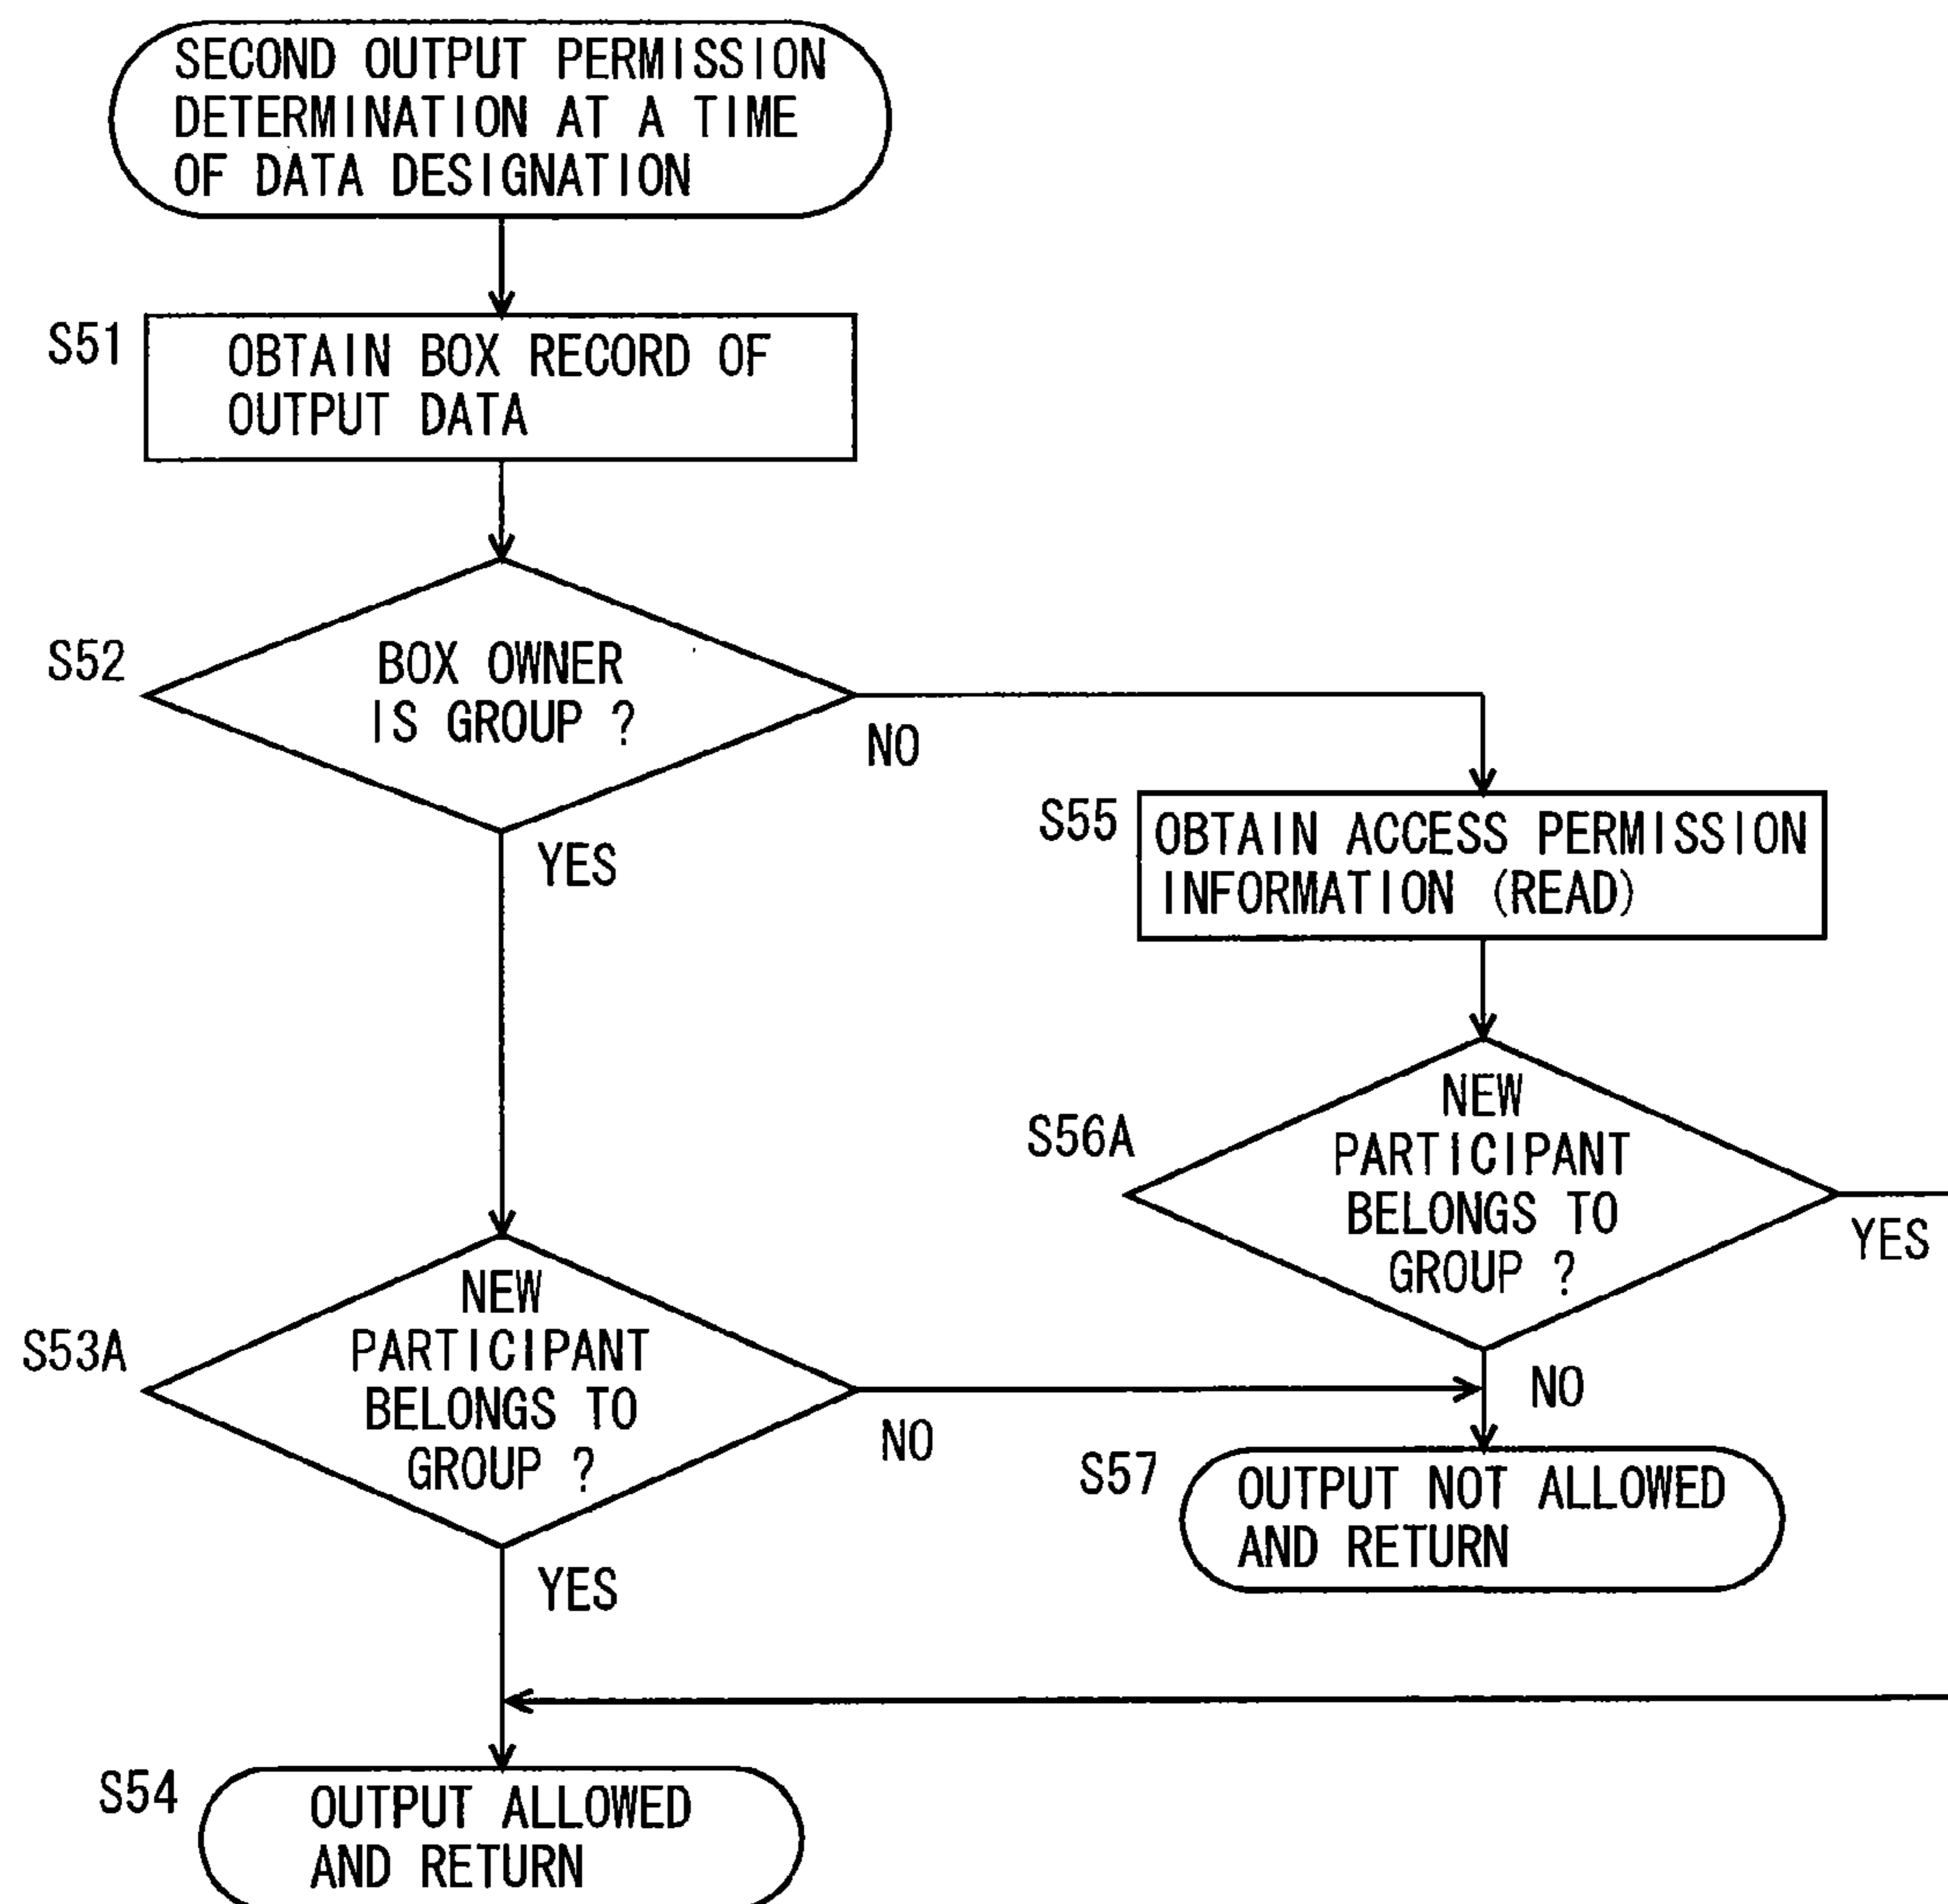 SECOND OUTPUT PERMISSION
DETERMINATION AT A TIME
OF DATA DESIGNATION
S51
OBTAIN BOX RECORD OF
OUTPUT DATA
S52
BOX OWNER
IS GROUP ?
NO
YES
S55
OBTAIN ACCESS PERMISSION
INFORMATION (READ)
S56A
NEW
PARTICIPANT
BELONGS TO
GROUP ?
YES
NO
S53A
NEW
PARTICIPANT
BELONGS TO
GROUP ?
NO
YES
S57
OUTPUT NOT ALLOWED
AND RETURN
S54
OUTPUT ALLOWED
AND RETURN